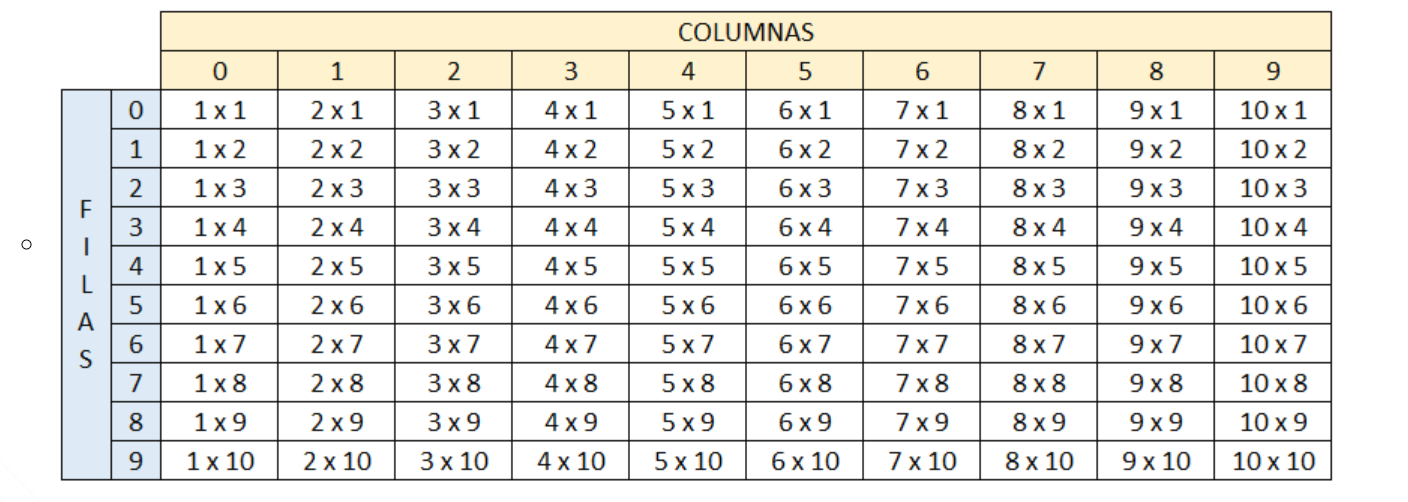 COLUMNAS
0 1 2 3 4 5 6 7 8 9
0 1 x 1 2 x 1 3 x 1 4 x 1 5 x 1 6 x 1 7 x 1 8 x 1 9 x 1 10 x 1
1 1 x 2 2 x 2 3 x 2 4 x 2 5 x 2 6 x 2 7 x 2 8 x 2 9 x 2 10 x 2
2 1 x 3 2 x 3 3 x 3 4 x 3 5 x 3 6 x 3 7 x 3 8 x 3 9 x 3 10 x 3
3 1 x 4 2 x 4 3 x 4 4 x 4 5 x 4 6 x 4 7 x 4 8 x 4 9 x 4 10 x 4
4 1 x 5 2 x 5 3 x 5 4 x 5 5 x 5 6 x 5 7 x 5 8 x 5 9 x 5 10 x 5
5 1 x 6 2 x 6 3 x 6 4 x 6 5 x 6 6 x 6 7 x 6 8 x 6 9 x 6 10 x 6
6 1 x 7 2 x 7 3 x 7 4 x 7 5 x 7 6 x 7 7 x 7 8 x 7 9 x 7 10 x 7
7 1 x 8 2 x 8 3 x 8 4 x 8 5 x 8 6 x 8 7 x 8 8 x 8 9 x 8 10 x 8
8 1 x 9 2 x 9 3 x 9 4 x 9 5 x 9 6 x 9 7 x 9 8 x 9 9 x 9 10 x 9
9 1 x 10 2 x 10 3 x 10 4 x 10 5 x 10 6 x 10 7 x 10 8 x 10 9 x 10 10 x 10
FILAS